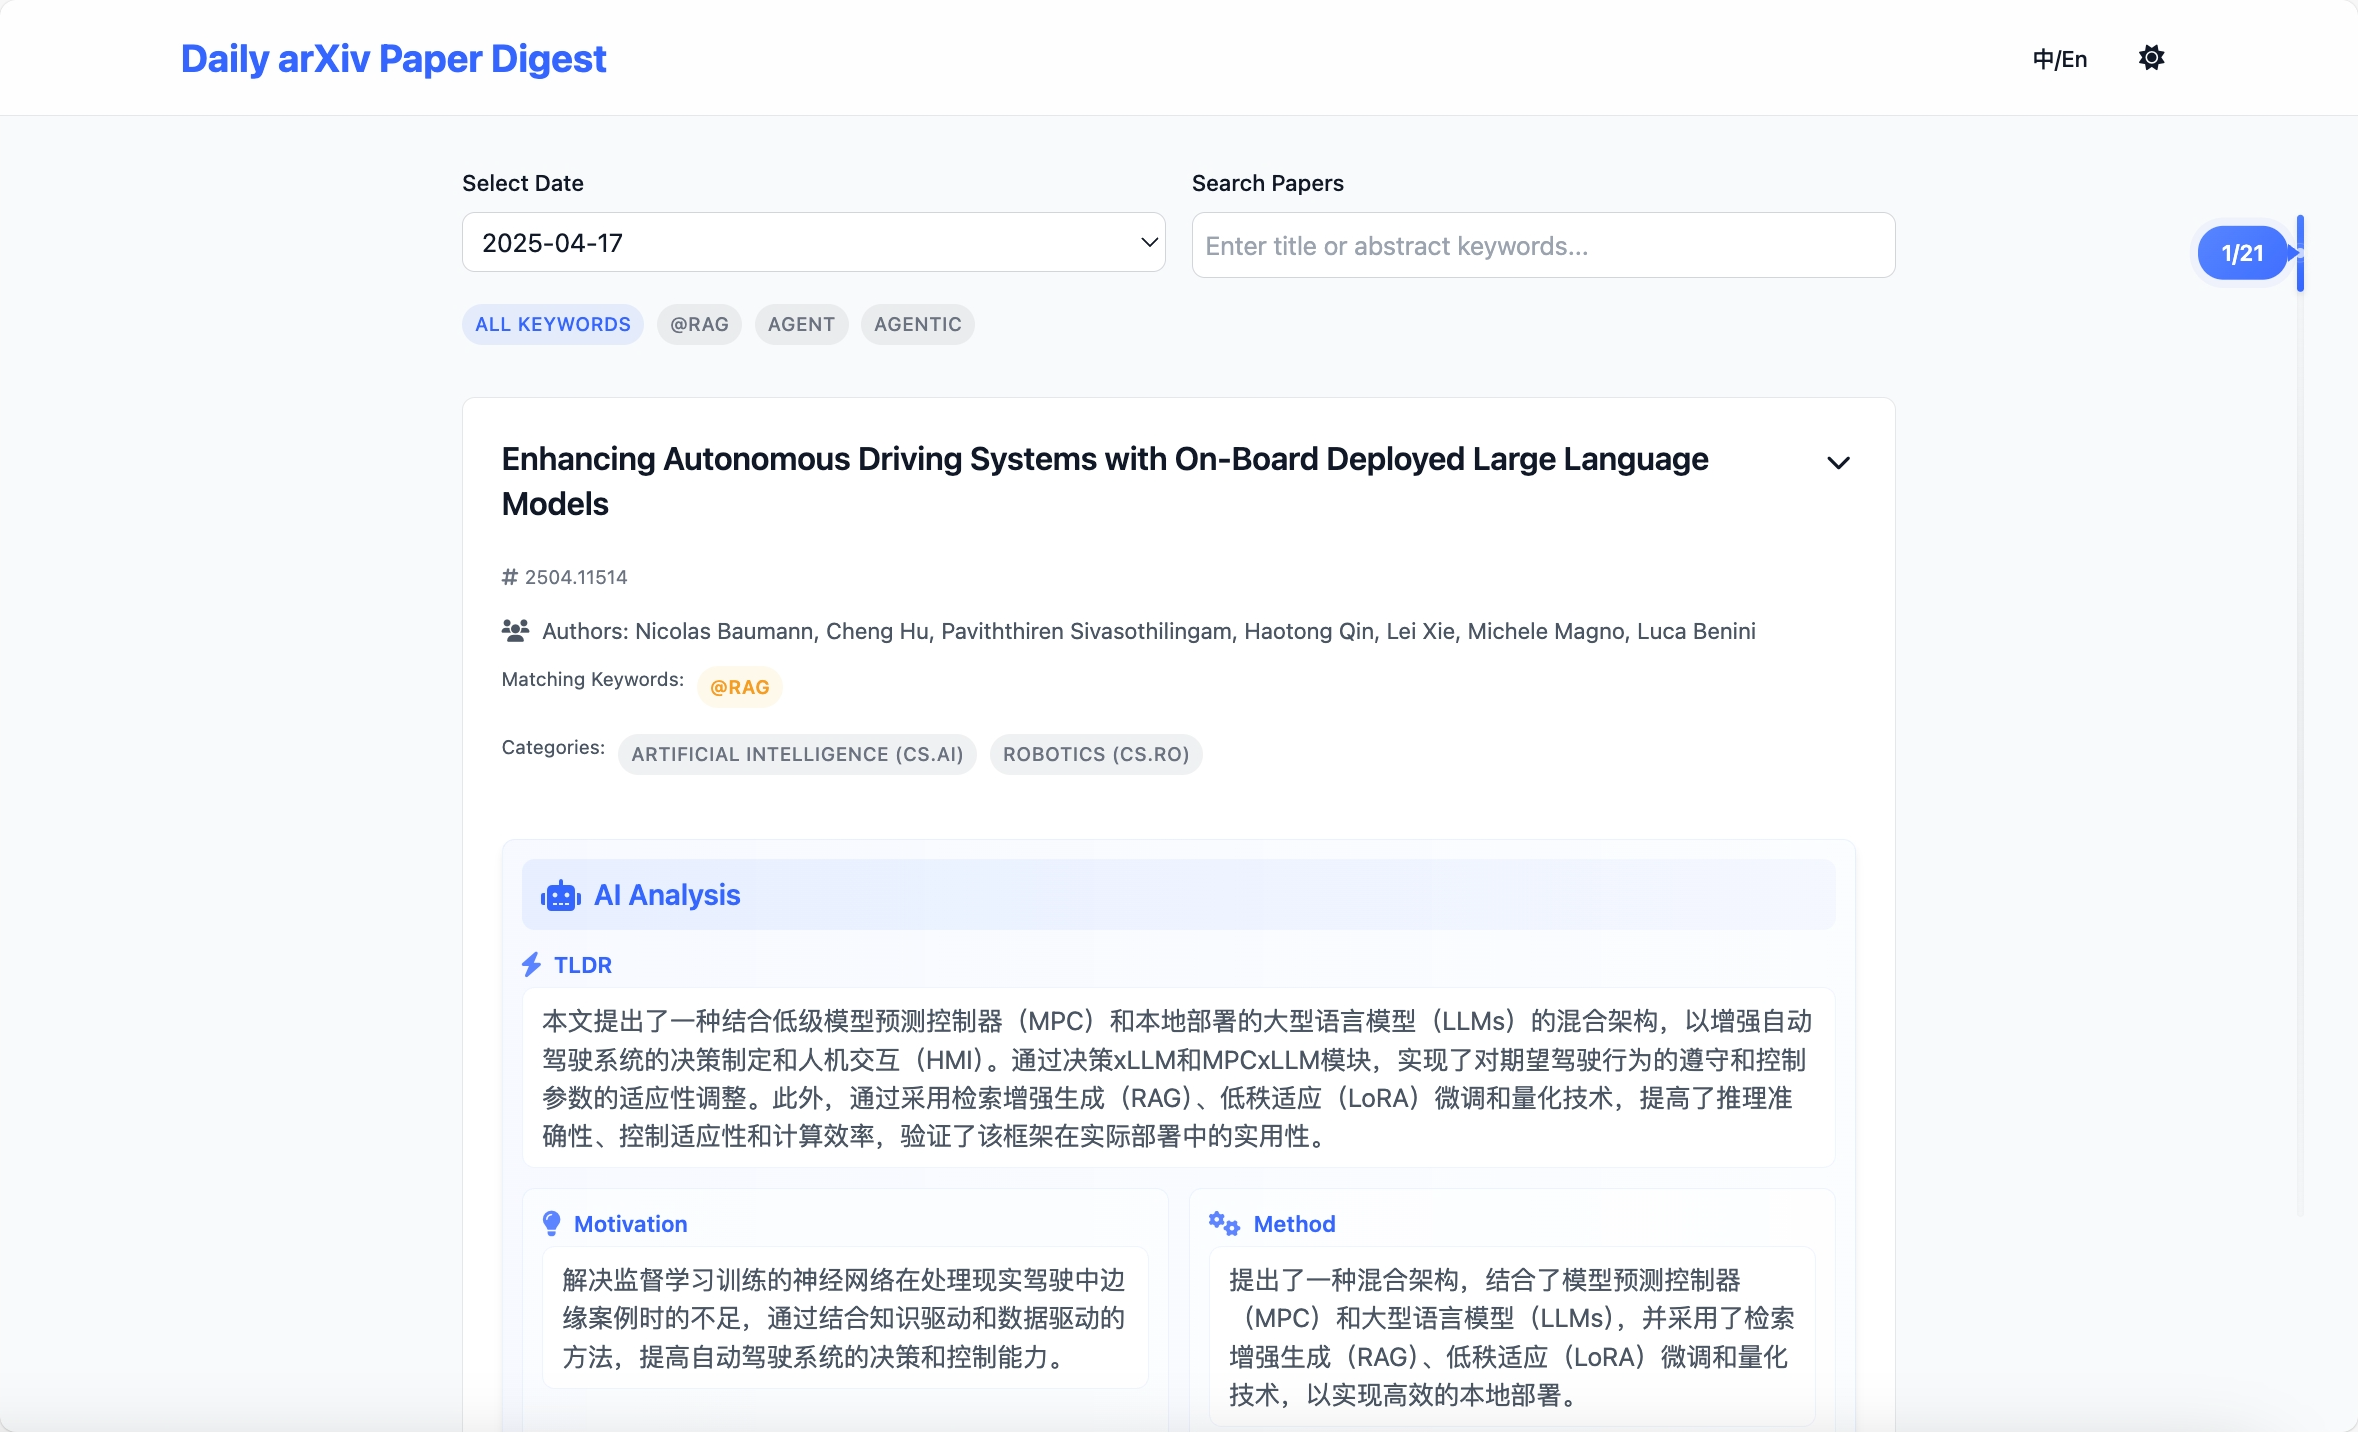 Daily arXiv Paper Digest
中/En
Select Date
Search Papers
2025-04-17
Enter title or abstract keywords...
1/21
ALL KEYWORDS
@RAG
AGENT
AGENTIC
Enhancing Autonomous Driving Systems with On-Board Deployed Large Language
Models
# 2504.11514
Authors: Nicolas Baumann, Cheng Hu, Paviththiren Sivasothilingam, Haotong Qin, Lei Xie, Michele Magno, Luca Benini
Matching Keywords: @RAG
Categories: ARTIFICIAL INTELLIGENCE (CS.AI) ROBOTICS (CS.RO)
AI Analysis
TLDR
本文提出了一种结合低级模型预测控制器（MPC）和本地部署的大型语言模型（LLMs）的混合架构，以增强自动
驾驶系统的决策制定和人机交互（HMI）。通过决策xLLM和MPCxLLM模块，实现了对期望驾驶行为的遵守和控制
参数的适应性调整。此外，通过采用检索增强生成（RAG）、低秩适应（LoRA）微调和量化技术，提高了推理准
确性、控制适应性和计算效率，验证了该框架在实际部署中的实用性。
Motivation
解决监督学习训练的神经网络在处理现实驾驶中边
缘案例时的不足，通过结合知识驱动和数据驱动的
方法，提高自动驾驶系统的决策和控制能力。
Method
提出了一种混合架构，结合了模型预测控制器
（MPC）和大型语言模型（LLMs），并采用了检索
增强生成（RAG）、低秩适应（LoRA）微调和量化
技术，以实现高效的本地部署。